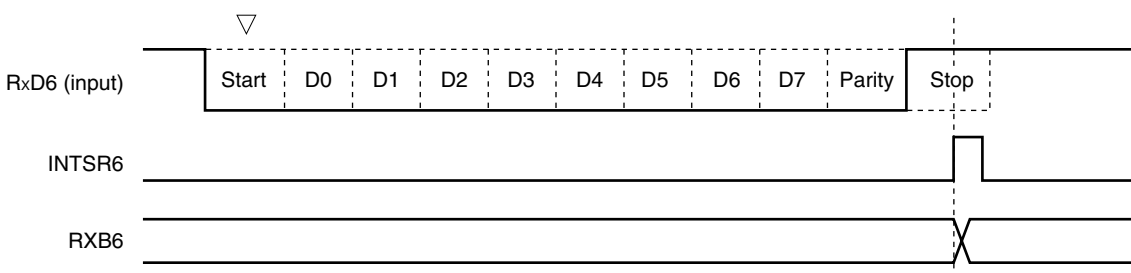 RxD6 (input) Start D0 D1 D2 D3 D4 D5 D6 D7 Parity Stop
INTSR6
RXB6